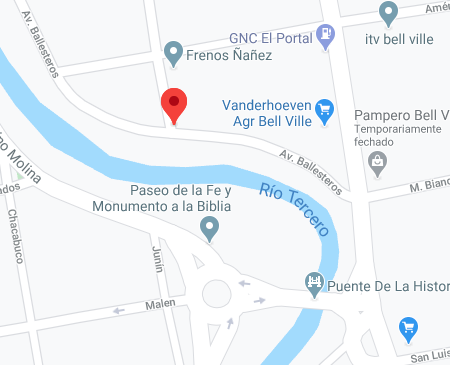 Amé
GNC El Portal
itv bell ville
Av. Ballesteros
Frenos Ñañez
Vanderhoeven
Agr Bell Ville
Pampero Bell V
Temporariamente
fechado
Av. Ballesteros
no Molina
Paseo de la Fe y
Monumento a la Biblia
Río Tercero
M. Bianc
ndos
Chacabuco
Junín
Puente De La Histor
Malen
San Luis